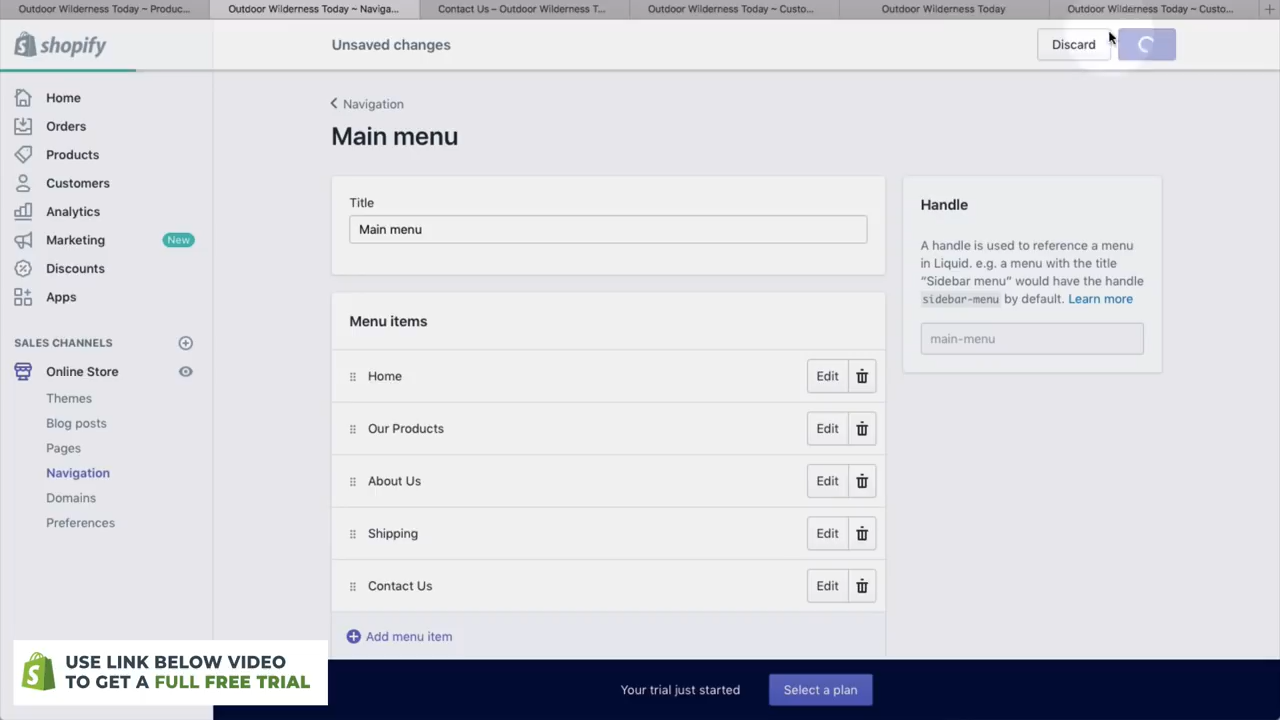 Outdoor Wilderness Today ~ Produc...
Outdoor Wilderness Today ~ Naviga...
Contact Us – Outdoor Wilderness T...
Outdoor Wilderness Today ~ Custo...
Outdoor Wilderness Today
Outdoor Wilderness Today ~ Custo...
shopify
Unsaved changes
Discard
Home
Orders
Products
Customers
Analytics
Marketing
New
Discounts
Apps
SALES CHANNELS
Online Store
Themes
Blog posts
Pages
Navigation
Domains
Preferences
Navigation
Main menu
Title
Main menu
Menu items
Home
Edit
Our Products
Edit
About Us
Edit
Shipping
Edit
Contact Us
Edit
Add menu item
Handle
A handle is used to reference a menu
in Liquid. e.g. a menu with the title
“Sidebar menu” would have the handle
sidebar-menu by default. Learn more
main-menu
USE LINK BELOW VIDEO
TO GET A FULL FREE TRIAL
Your trial just started
Select a plan